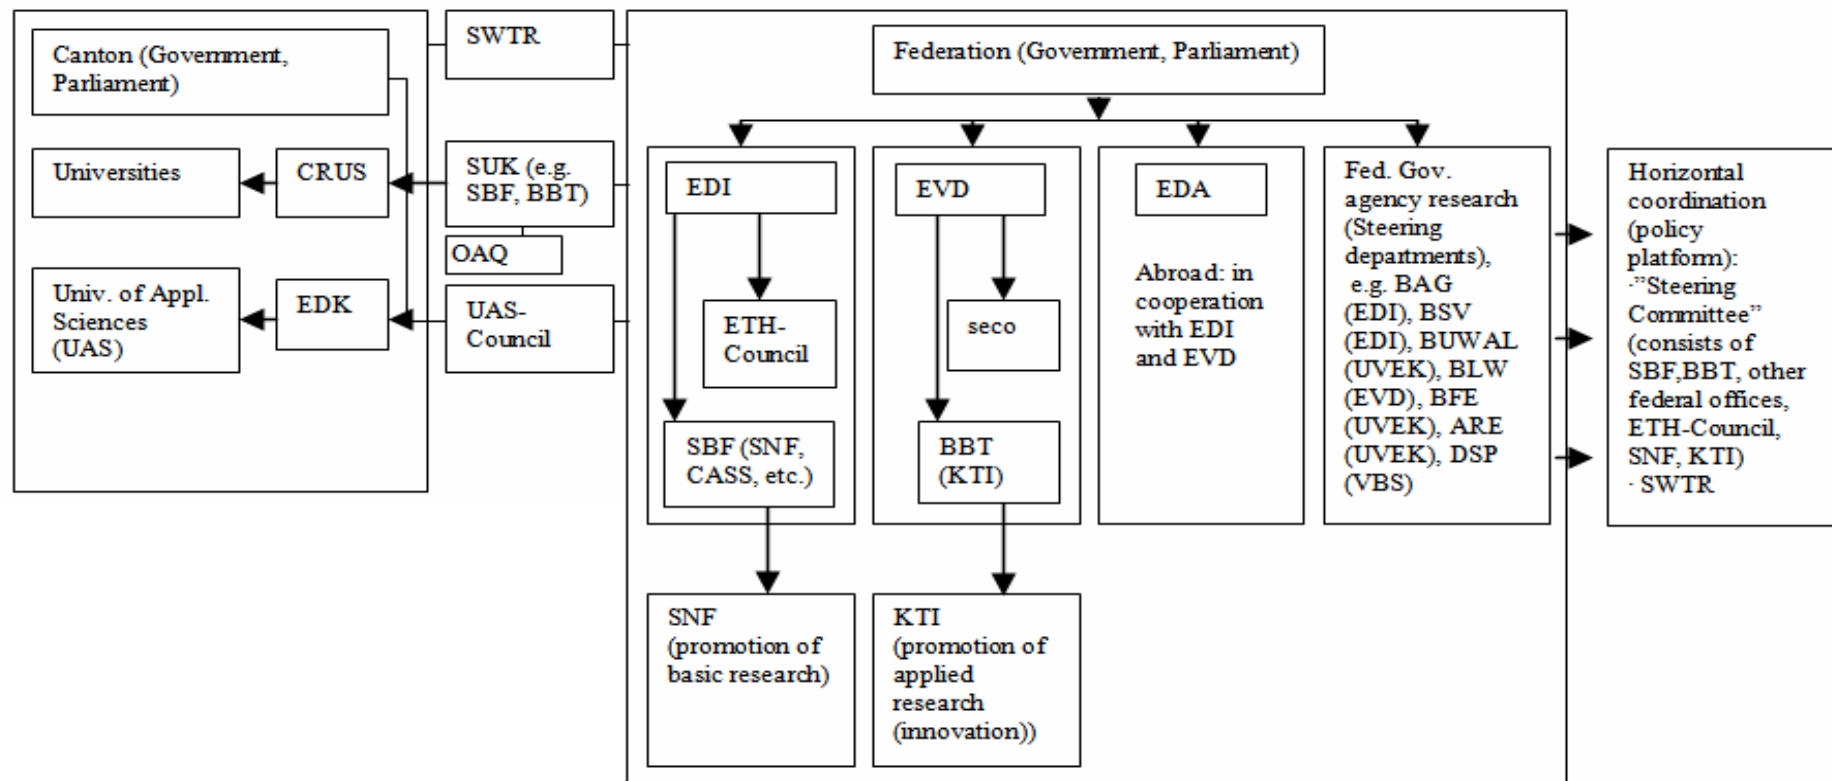 Canton (Government,
Parliament)
Universities
CRUS
Univ. of Appl.
Sciences
(UAS)
EDK
SWTR
SUK (e.g.
SBF, BBT)
OAQ
UAS-
Council
Federation (Government, Parliament)
EDI
ETH-
Council
SBF (SNF,
CASS, etc.)
SNF
(promotion of
basic research)
EVD
seco
BBT
(KTI)
KTI
(promotion of
applied
research
(innovation))
EDA
Abroad: in
cooperation
with EDI
and EVD
Fed. Gov.
agency research
(Steering
departments),
e.g. BAG
(EDI), BSV
(EDI), BUWAL
(UVEK), BLW
(EVD), BFE
(UVEK), ARE
(UVEK), DSP
(VBS)
Horizontal
coordination
(policy
platform):
·”Steering
Committee”
(consists of
SBF,BBT, other
federal offices,
ETH-Council,
SNF, KTI)
· SWTR